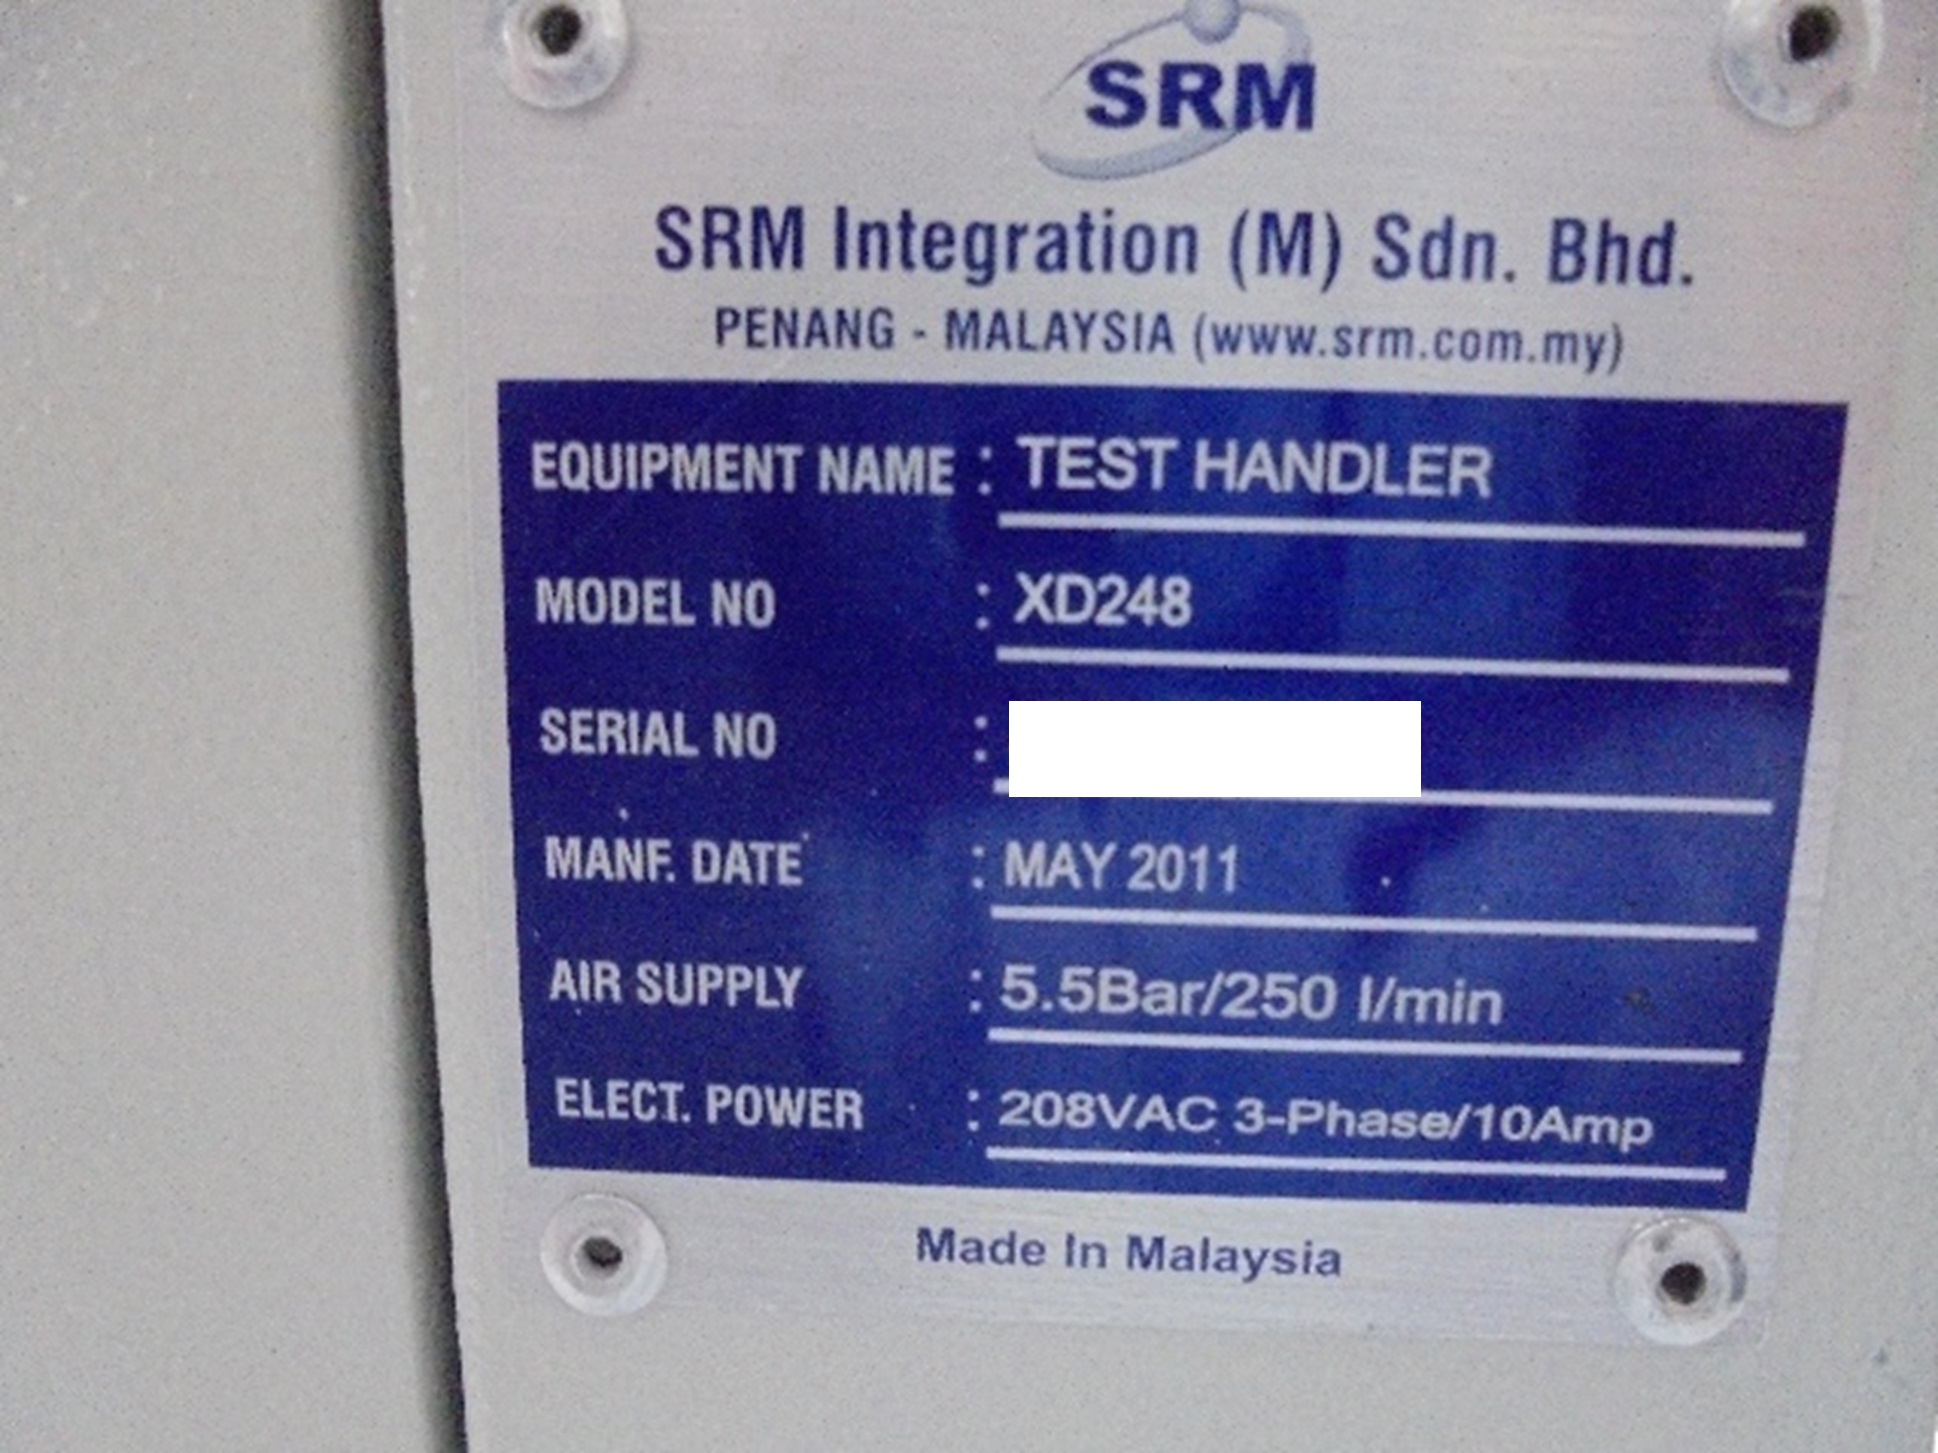 SRM
SRM Integration (M) Sdn. Bhd.
PENANG - MALAYSIA (www.srm.com.my)
EQUIPMENT NAME : TEST HANDLER
MODEL NO : XD248
SERIAL NO :
MANF. DATE : MAY 2011
AIR SUPPLY : 5.5Bar/250 l/min
ELECT. POWER : 208VAC 3-Phase/10Amp
Made In Malaysia